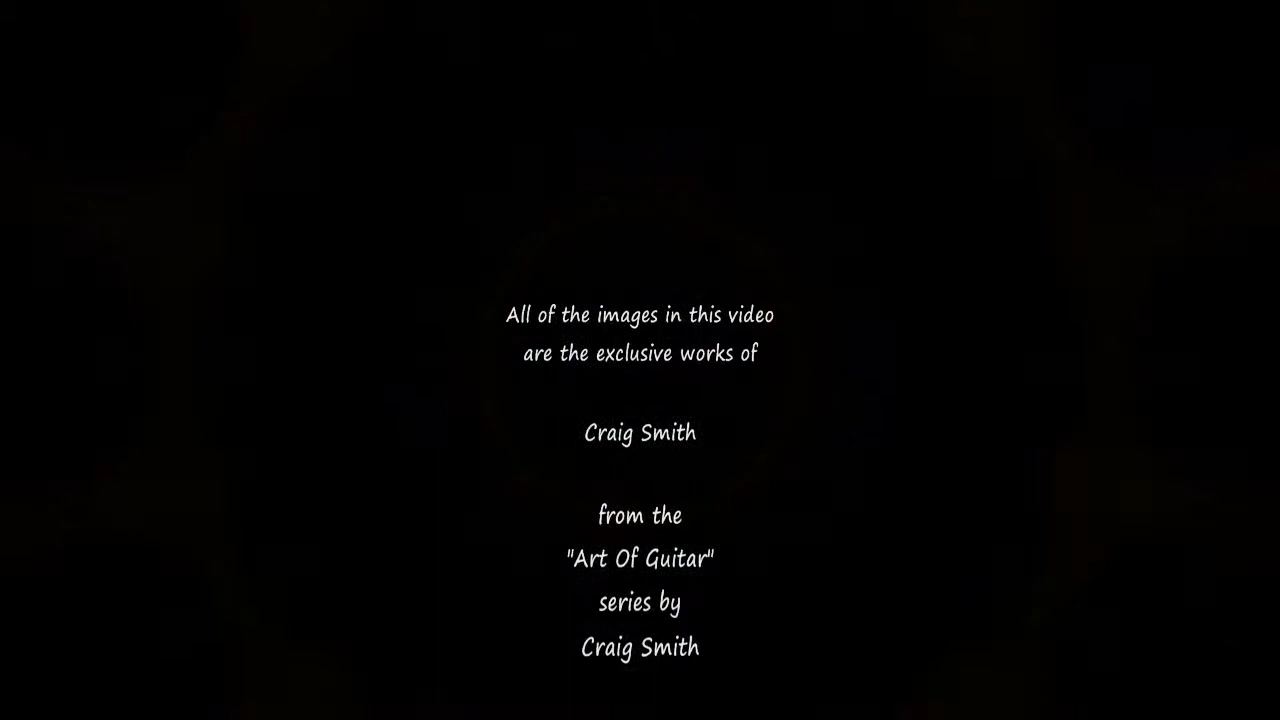 All of the images in this video
are the exclusive works of
Craig Smith
from the
"Art Of Guitar"
series by
Craig Smith